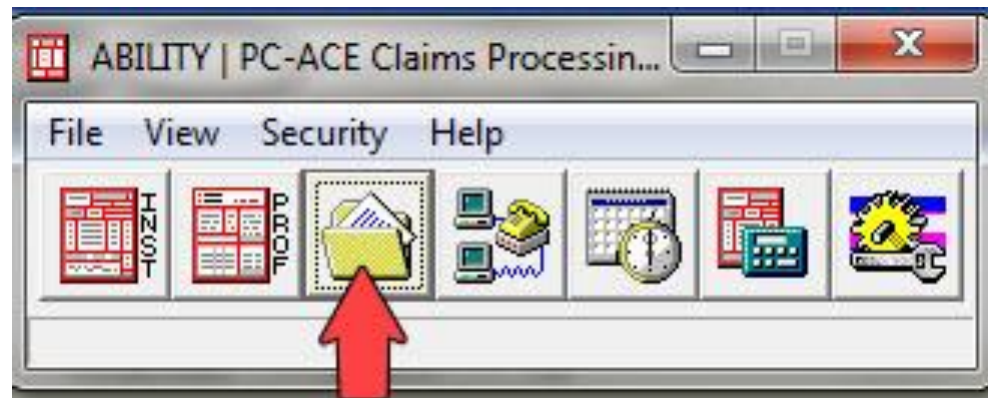 ABILITY | PC-ACE Claims Processin...
File View Security Help
INST
PROF